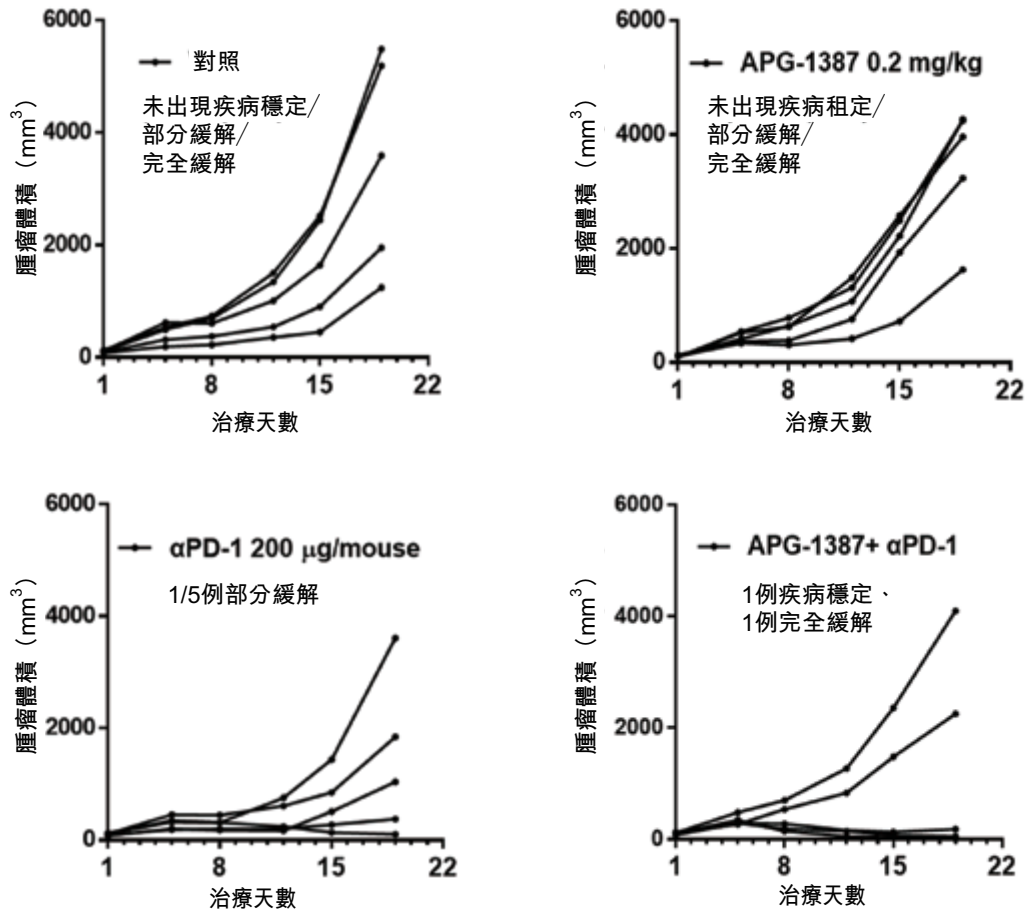 6000
4000
2000
0
腫瘤體積（mm³）
對照
未出現疾病穩定/
部分緩解/
完全緩解
1
8
15
22
治療天數
6000
4000
2000
0
腫瘤體積（mm³）
APG-1387 0.2 mg/kg
未出現疾病租定/
部分緩解/
完全緩解
1
8
15
22
治療天數
6000
4000
2000
0
腫瘤體積（mm³）
αPD-1 200 μg/mouse
1/5例部分緩解
1
8
15
22
治療天數
6000
4000
2000
0
腫瘤體積（mm³）
APG-1387+ αPD-1
1例疾病穩定、
1例完全緩解
1
8
15
22
治療天數